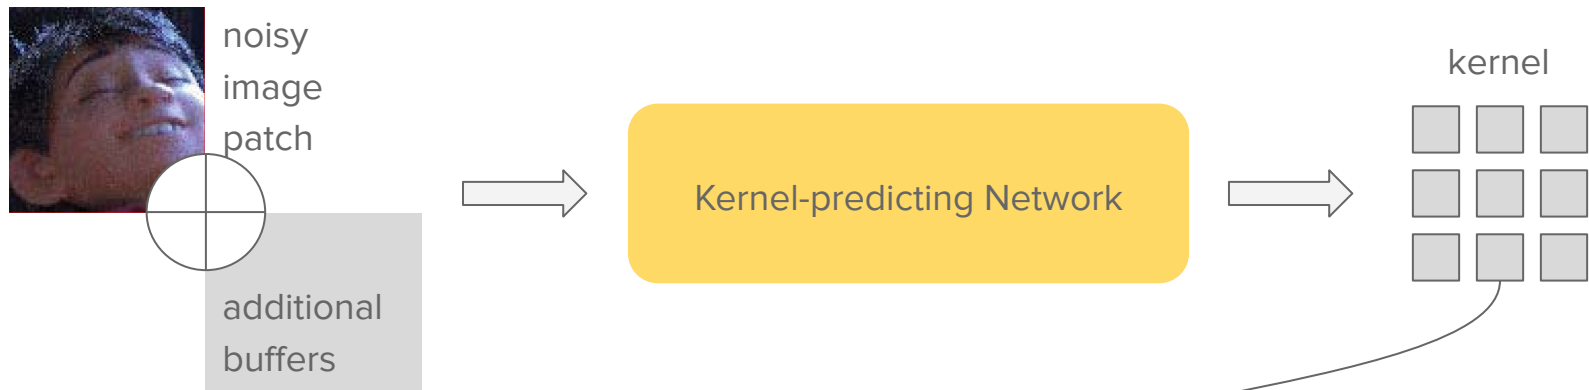 noisy
image
patch
additional
buffers
Kernel-predicting Network
kernel